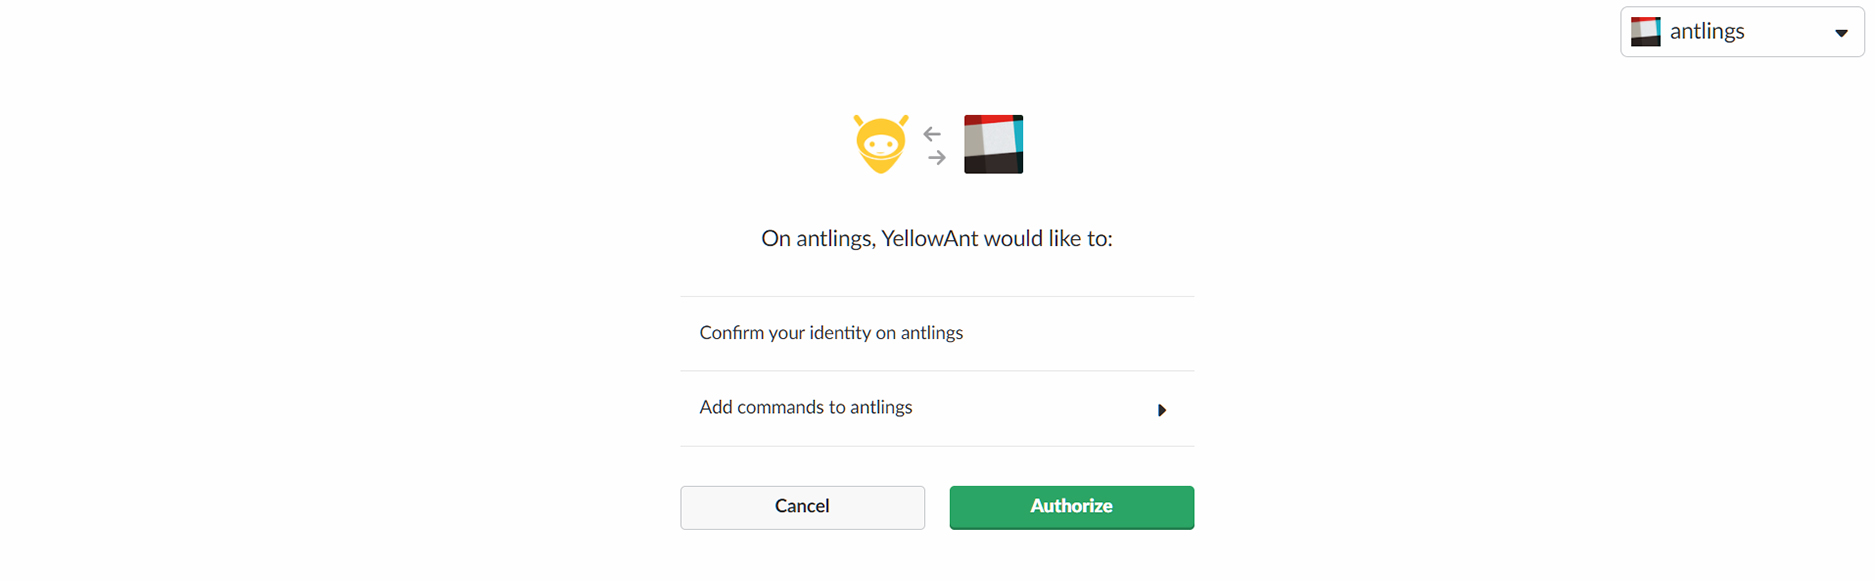 antlings
On antlings, YellowAnt would like to:
Confirm your identity on antlings
Add commands to antlings
Cancel
Authorize